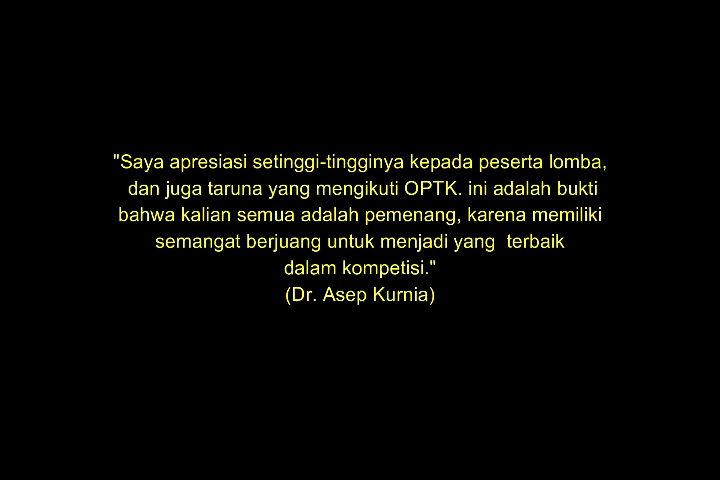 "Saya apresiasi setinggi-tingginya kepada peserta lomba,
dan juga taruna yang mengikuti OPTK. ini adalah bukti
bahwa kalian semua adalah pemenang, karena memiliki
semangat berjuang untuk menjadi yang  terbaik
dalam kompetisi."
(Dr. Asep Kurnia)